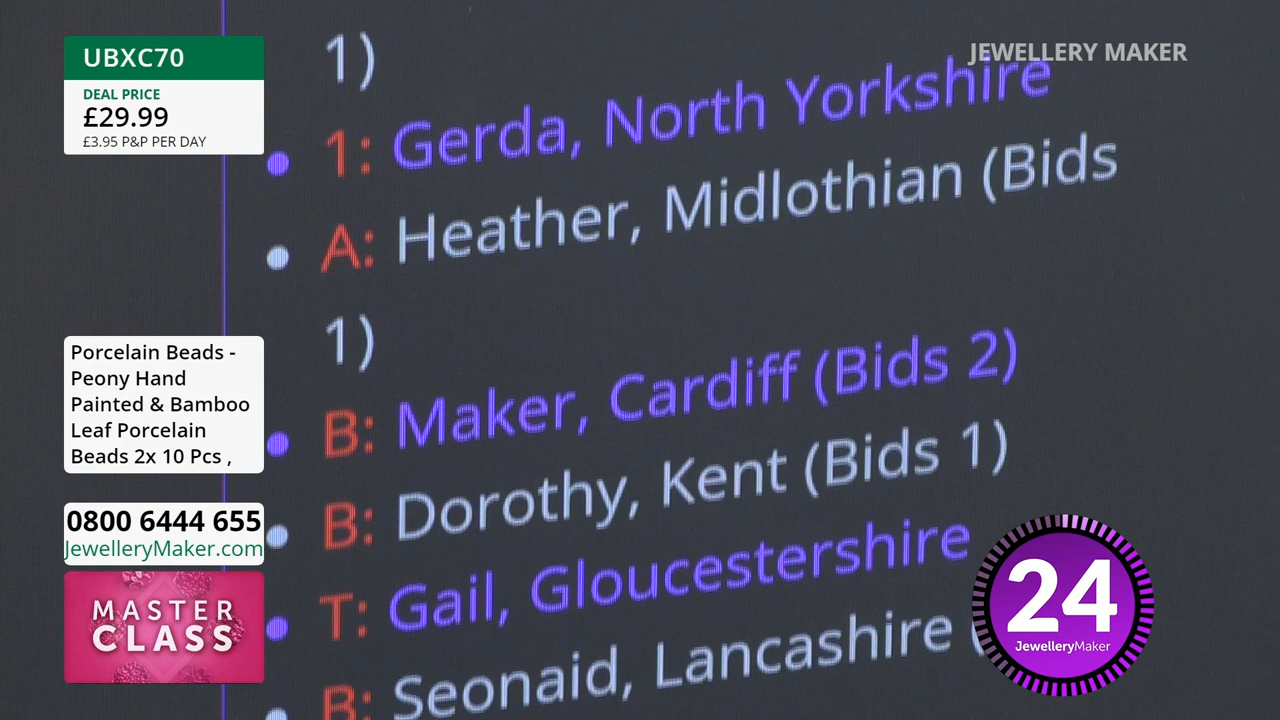 UBXC70
DEAL PRICE
£29.99
£3.95 P&P PER DAY
JEWELLERY MAKER
1)
1: Gerda, North Yorkshire
A: Heather, Midlothian (Bids
1)
B: Maker, Cardiff (Bids 2)
B: Dorothy, Kent (Bids 1)
T: Gail, Gloucestershire
B: Seonaid, Lancashire (
Porcelain Beads -
Peony Hand
Painted & Bamboo
Leaf Porcelain
Beads 2x 10 Pcs ,
0800 6444 655
JewelleryMaker.com
MASTER
CLASS
24
JewelleryMaker